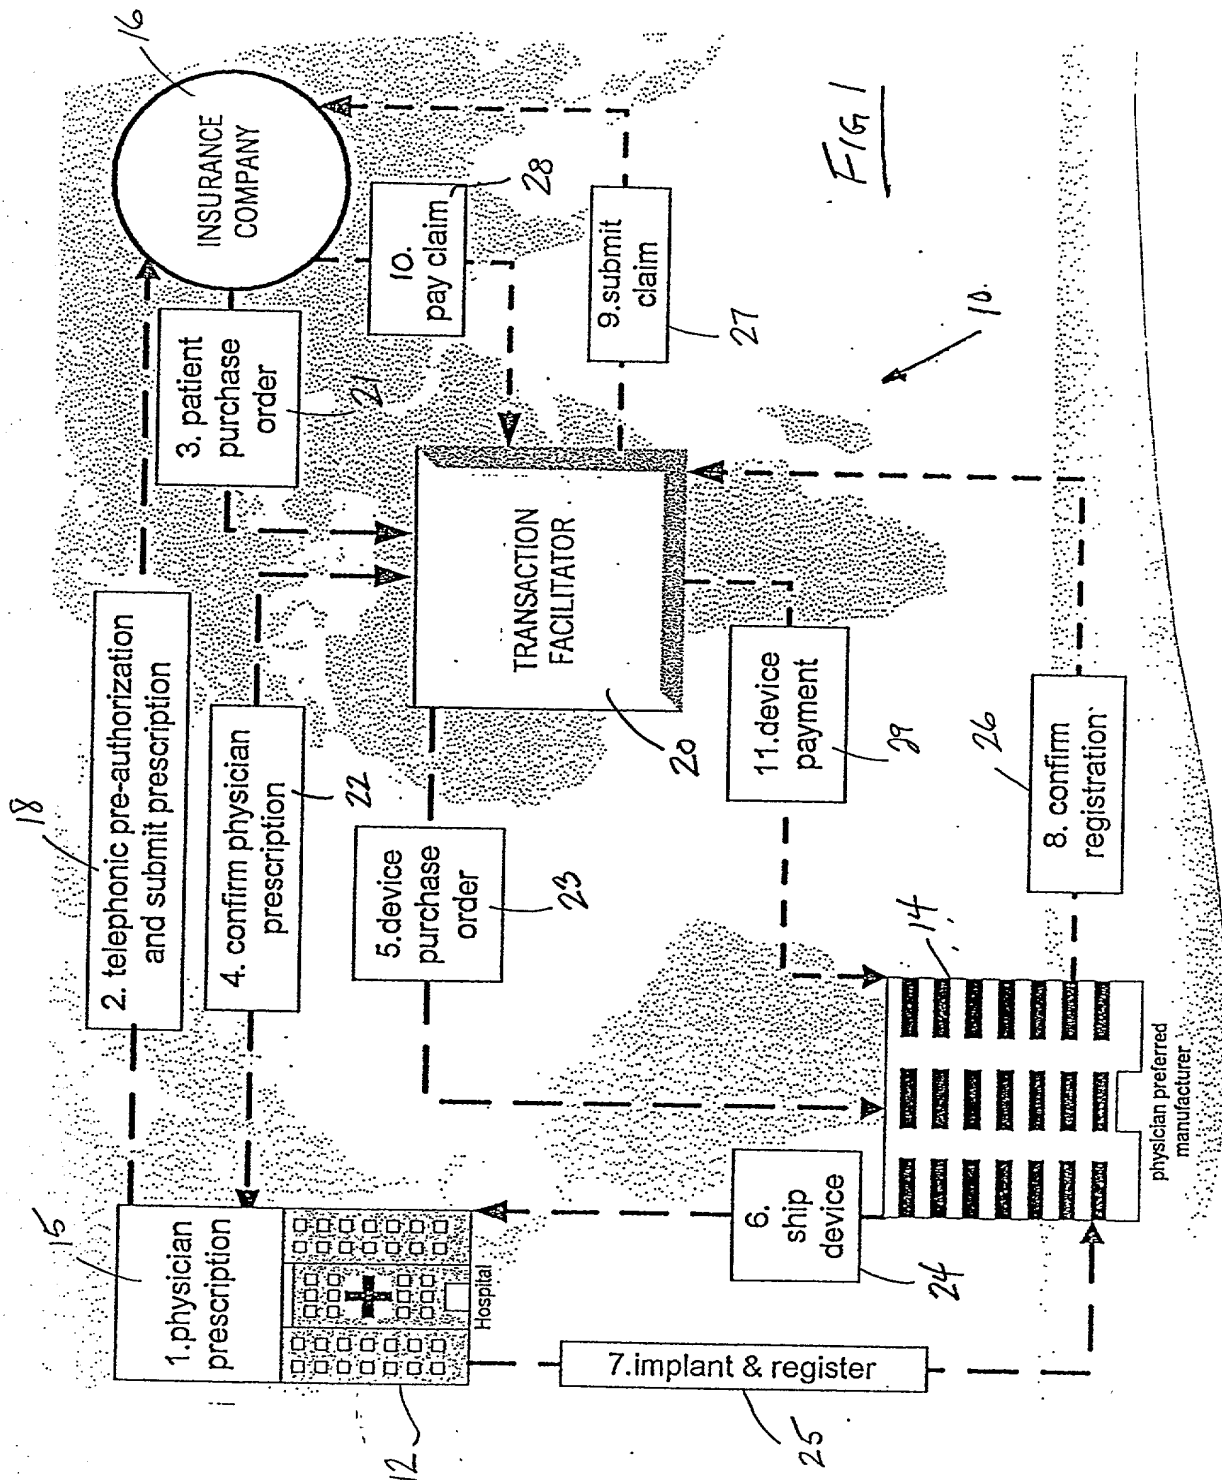 15
1.physician
prescription
Hospital
12
18
2. telephonic pre-authorization
and submit prescription
16
INSURANCE
COMPANY
3. patient
purchase
order
21
4. confirm physician
prescription
22
10.
pay claim
28
TRANSACTION
FACILITATOR
20
5.device
purchase
order
23
9.submit
claim
27
6.
ship
device
24
11.device
payment
29
7.implant & register
25
14
physician preferred
manufacturer
8. confirm
registration
26
10
FIG 1